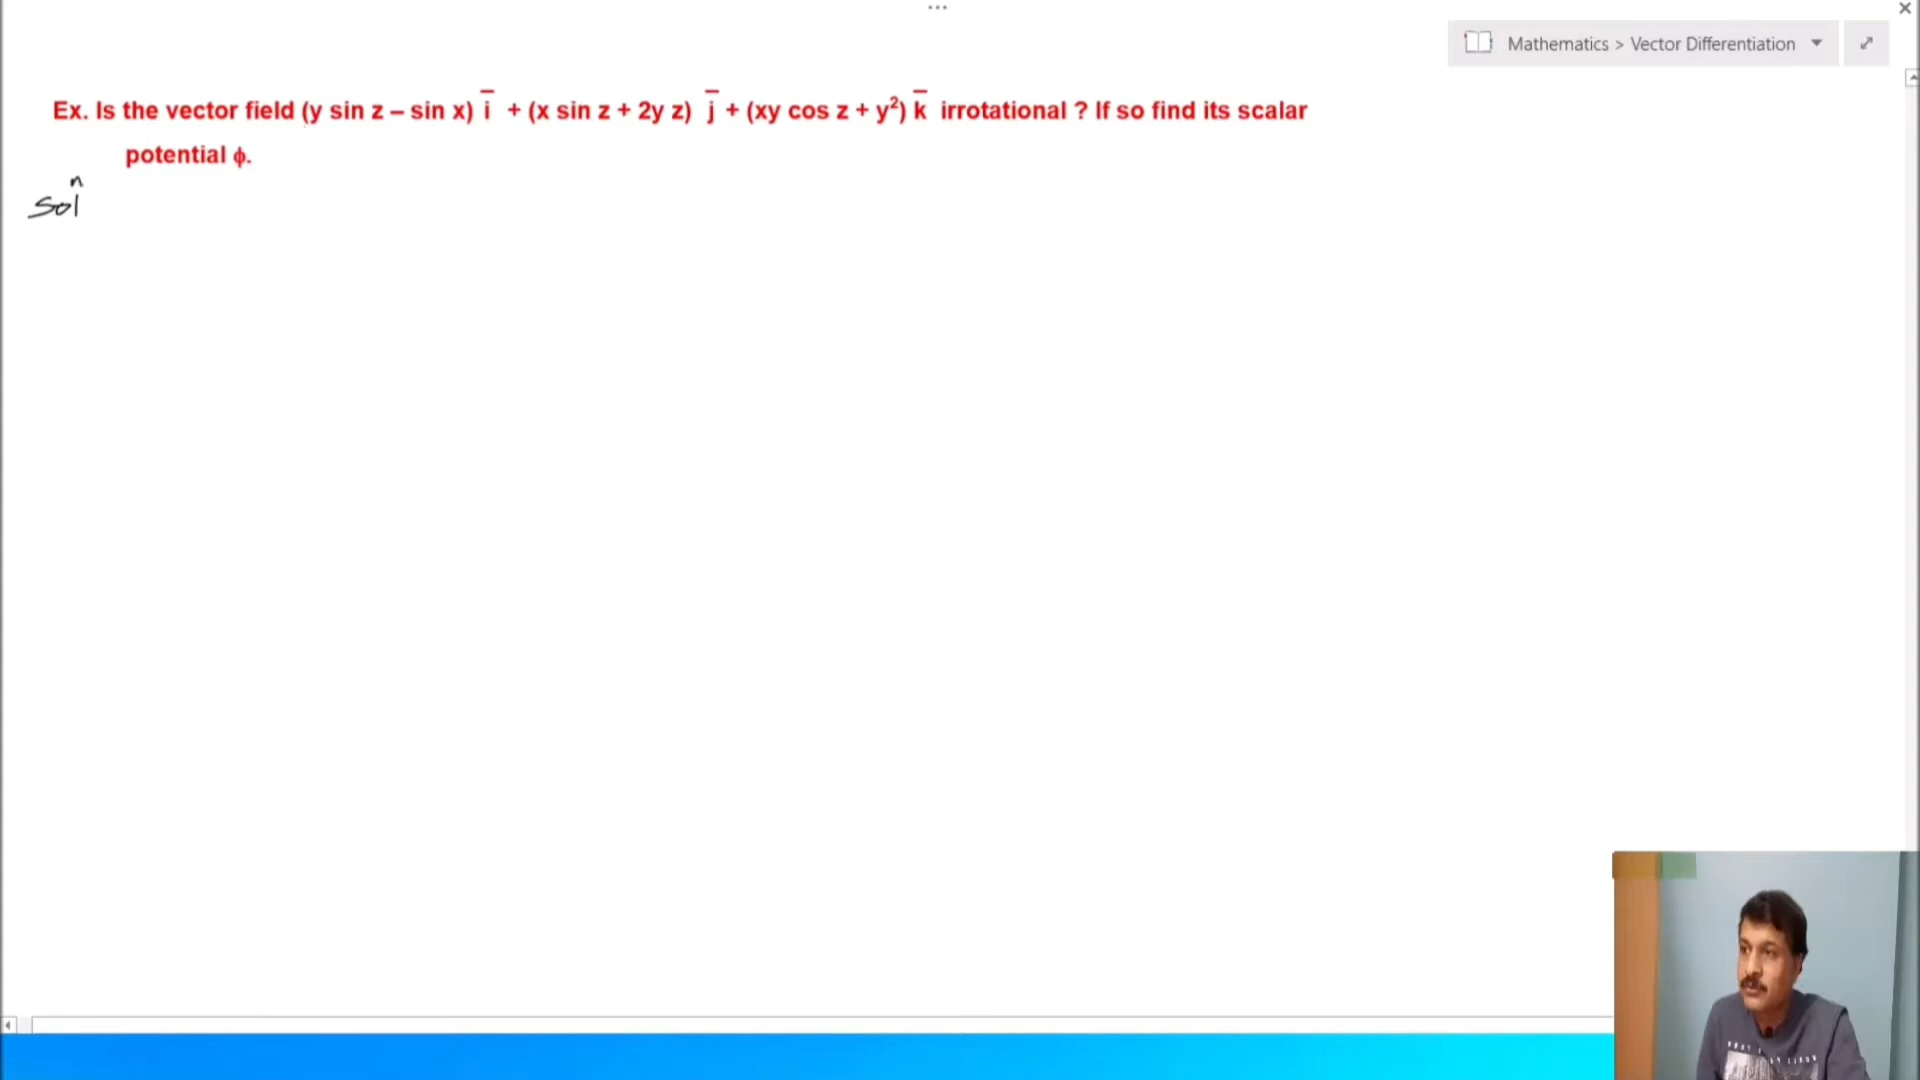 Mathematics > Vector Differentiation
Ex. Is the vector field (y sin z – sin x) i̅ + (x sin z + 2y z) j̅ + (xy cos z + y²) k̅ irrotational ? If so find its scalar
potential ϕ.
Solⁿ